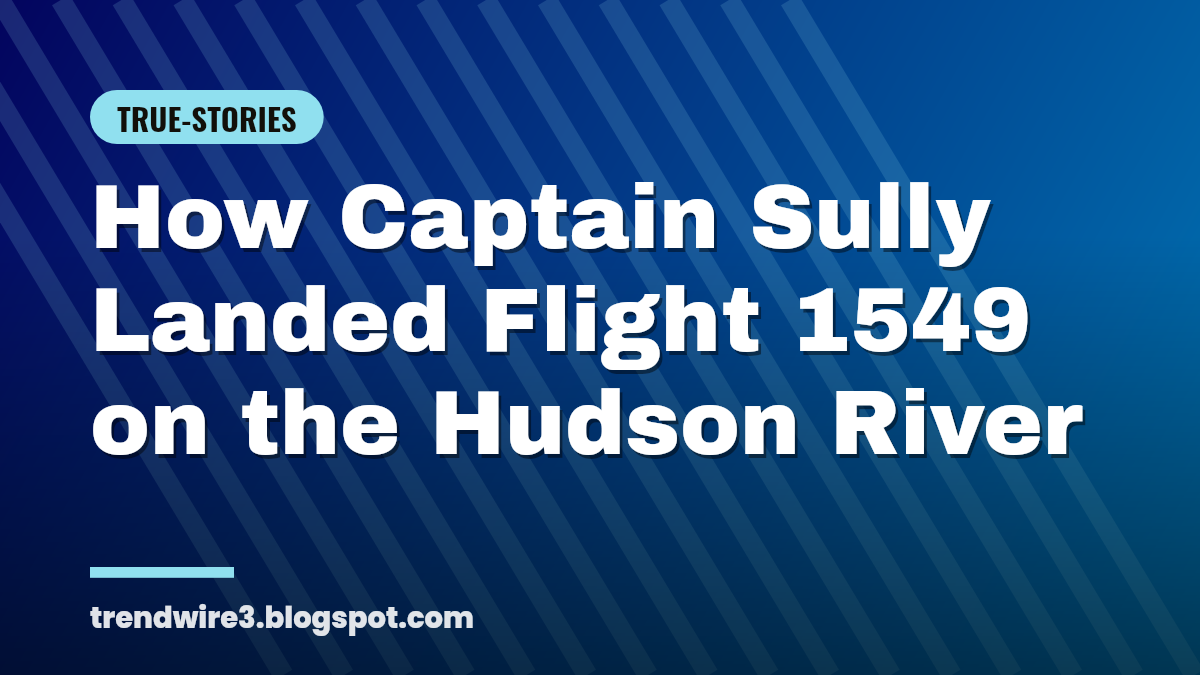 TRUE-STORIES
How Captain Sully
Landed Flight 1549
on the Hudson River
trendwire3.blogspot.com